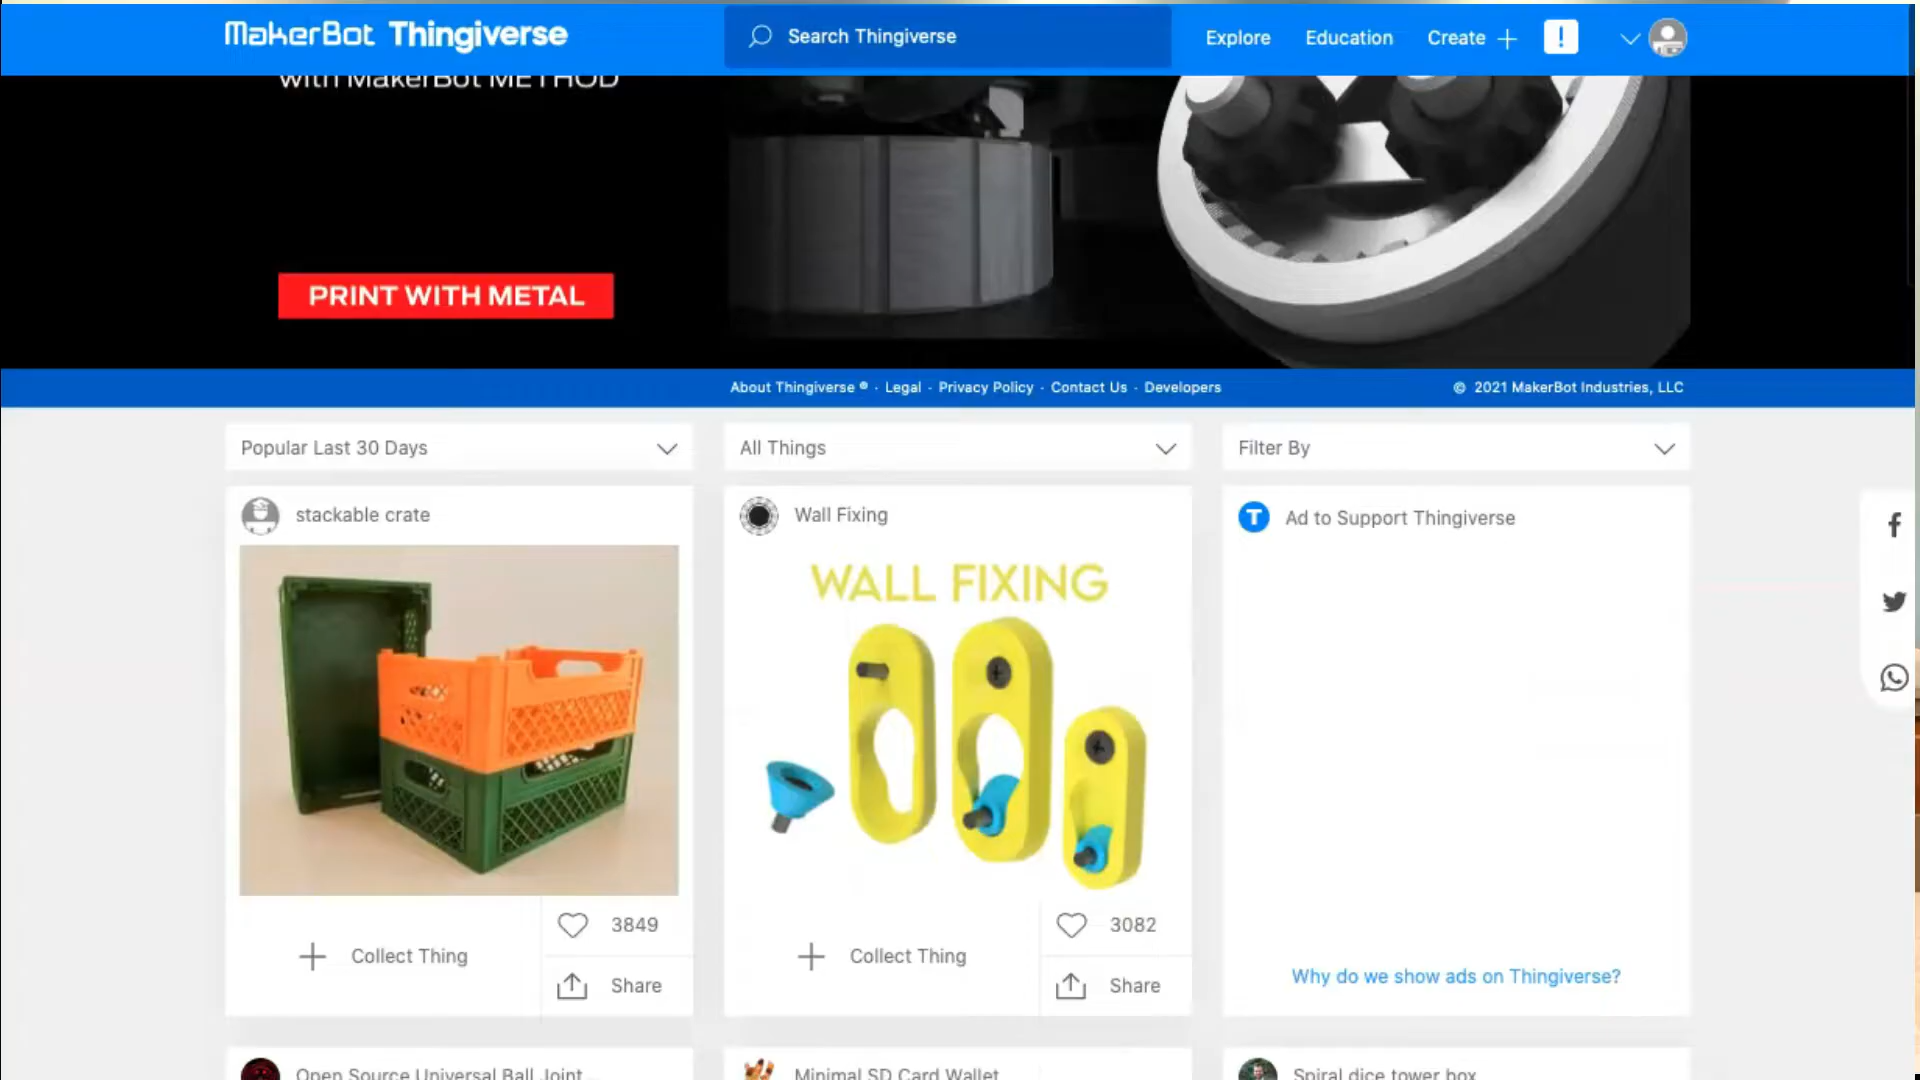 MakerBot Thingiverse
Search Thingiverse
Explore
Education
Create
with MakerBot METHOD
PRINT WITH METAL
About Thingiverse ® · Legal · Privacy Policy · Contact Us · Developers
© 2021 MakerBot Industries, LLC
Popular Last 30 Days
All Things
Filter By
stackable crate
Wall Fixing
Ad to Support Thingiverse
WALL FIXING
3849
Collect Thing
Share
3082
Collect Thing
Share
Why do we show ads on Thingiverse?
Open Source Universal Ball Joint...
Minimal SD Card Wallet
Spiral dice tower box